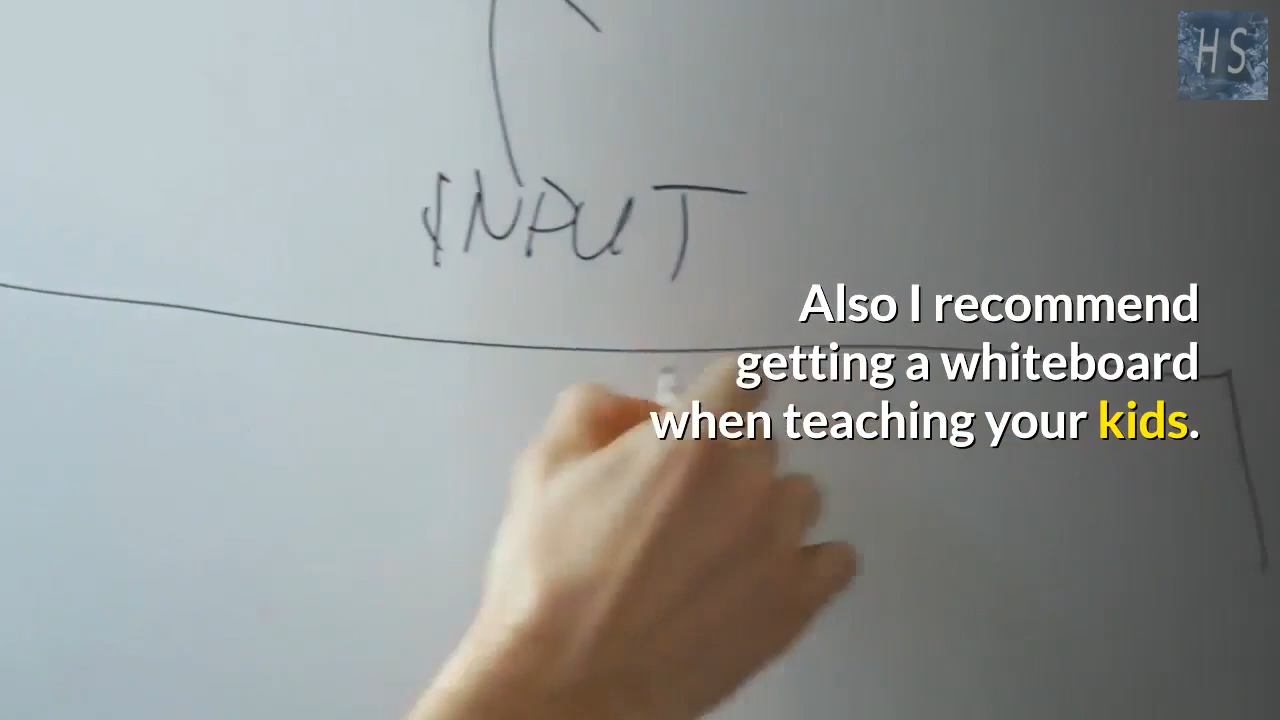 HS
INPUT
Also I recommend
getting a whiteboard
when teaching your kids.